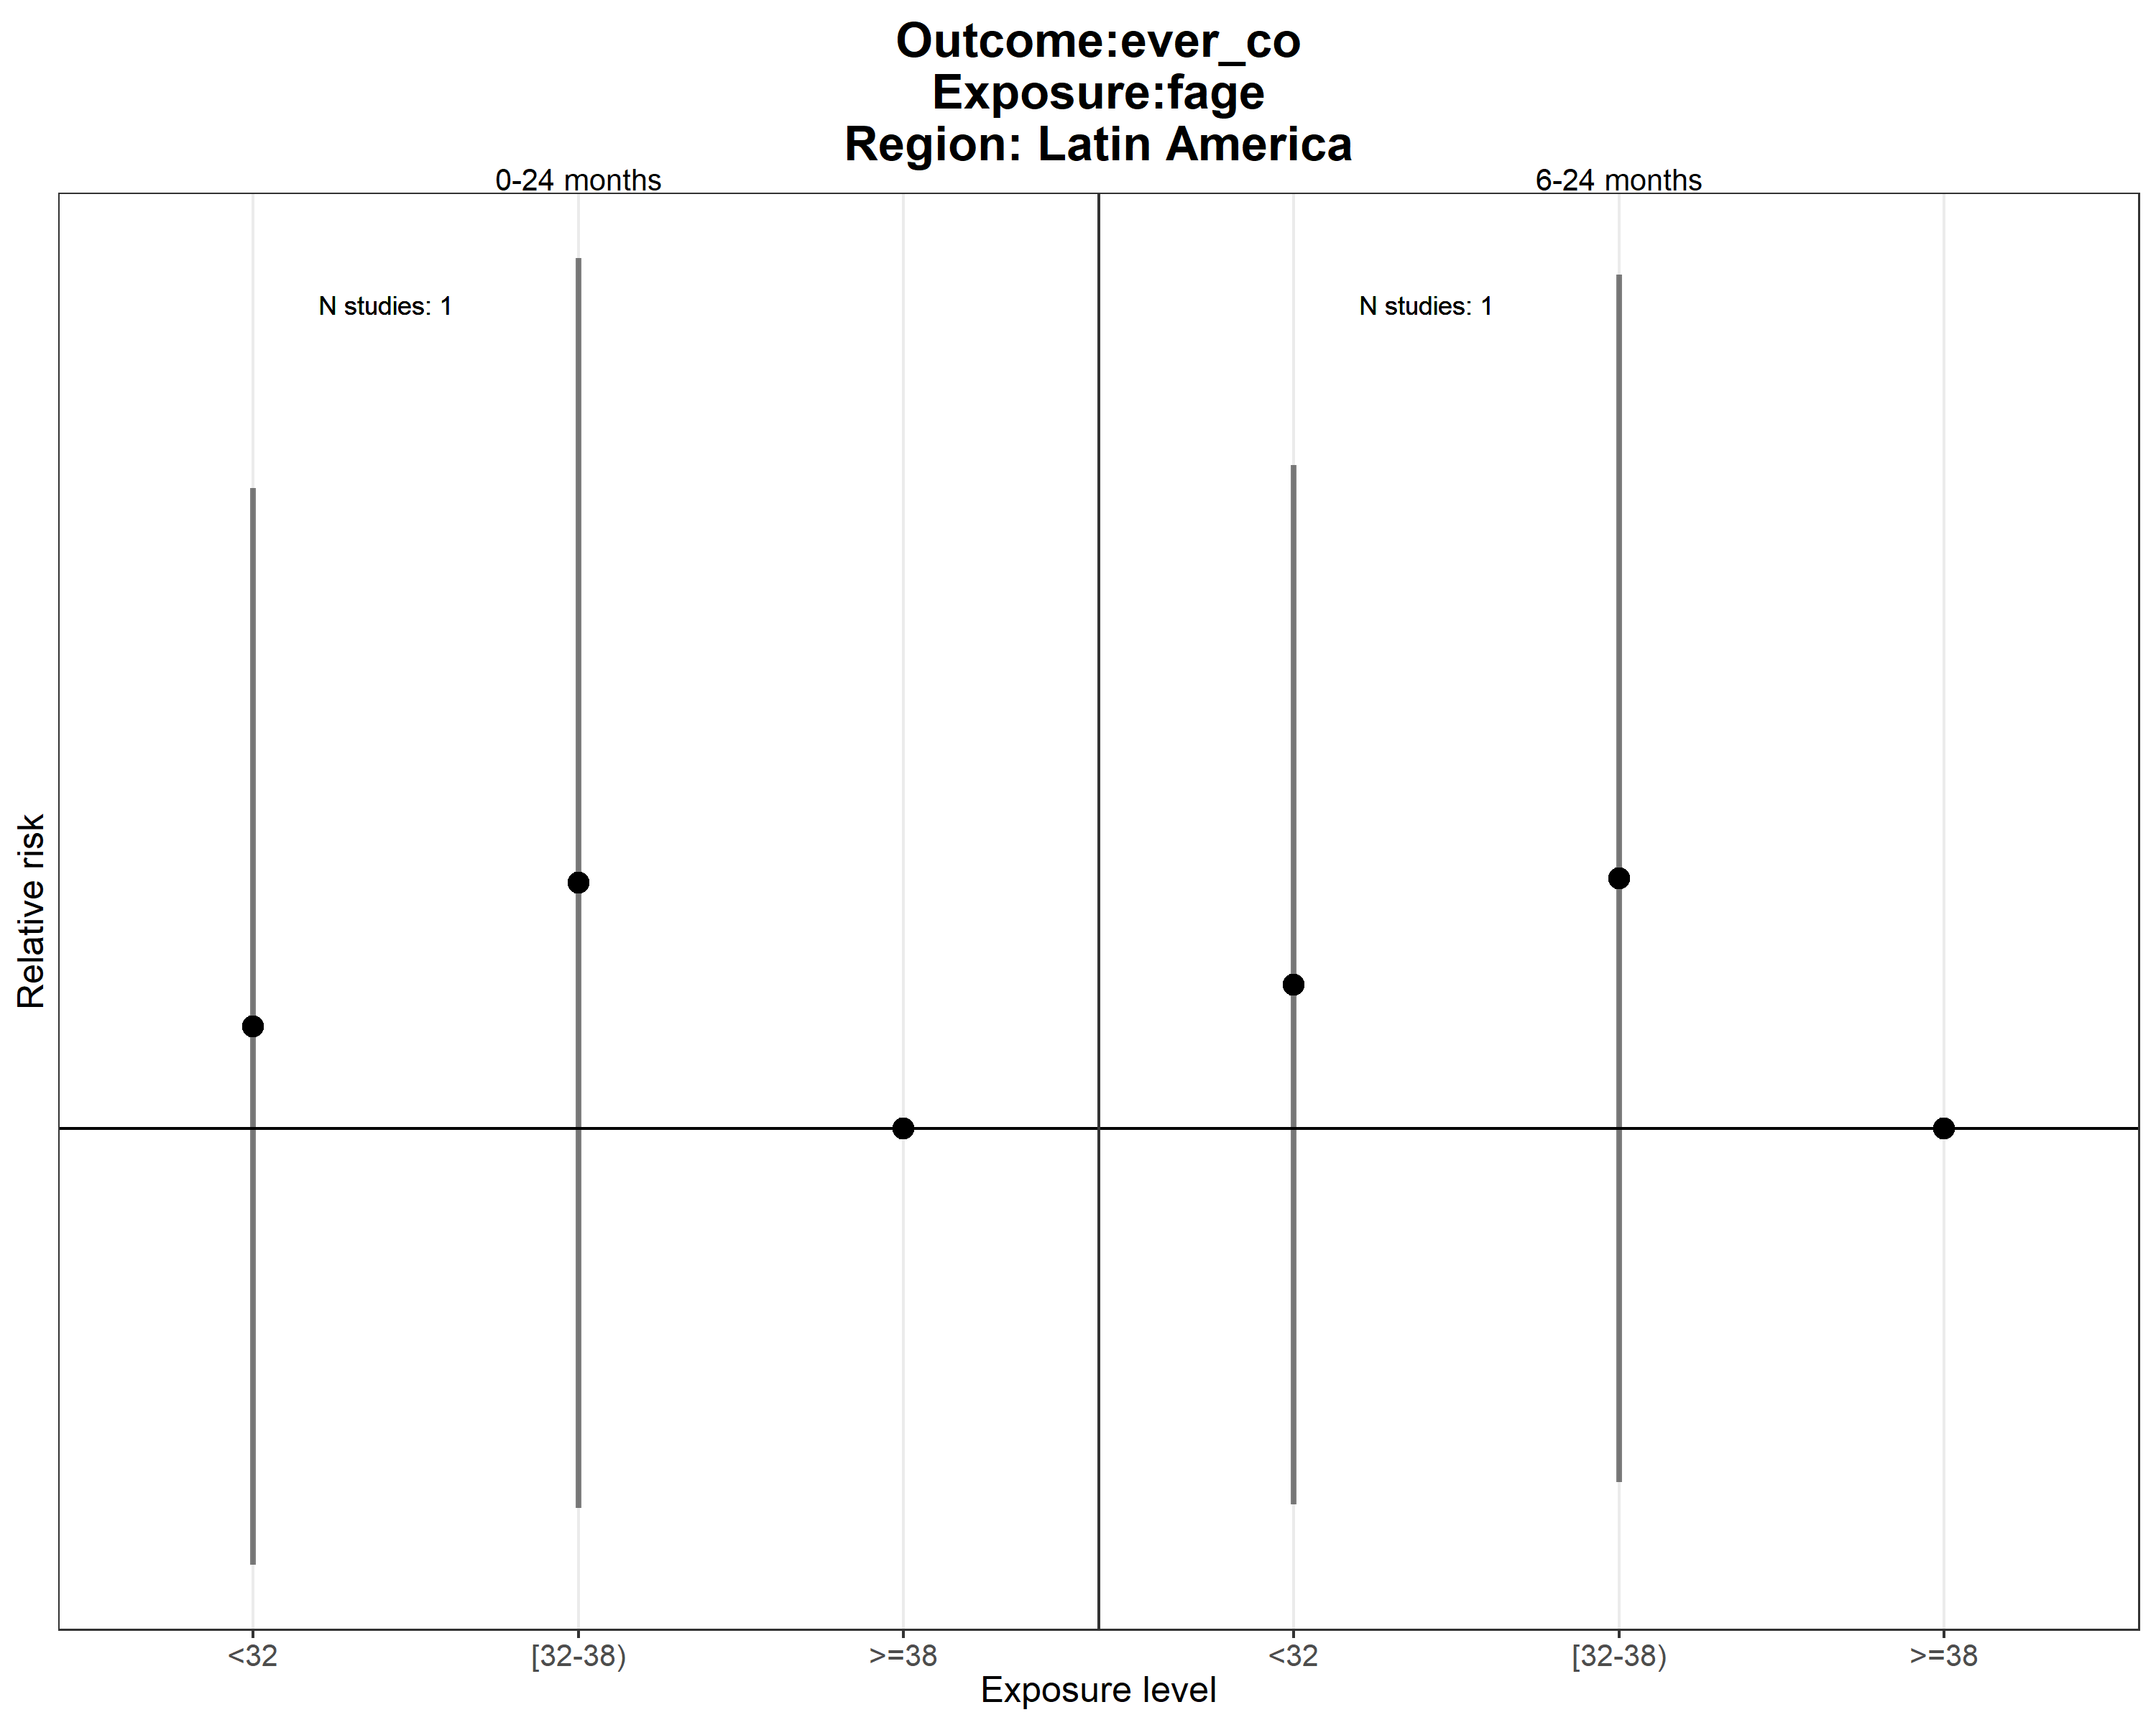 Outcome:ever_co
Exposure:fage
Region: Latin America
0-24 months
6-24 months
N studies: 1
N studies: 1
Relative risk
<32
[32-38)
>=38
<32
[32-38)
>=38
Exposure level